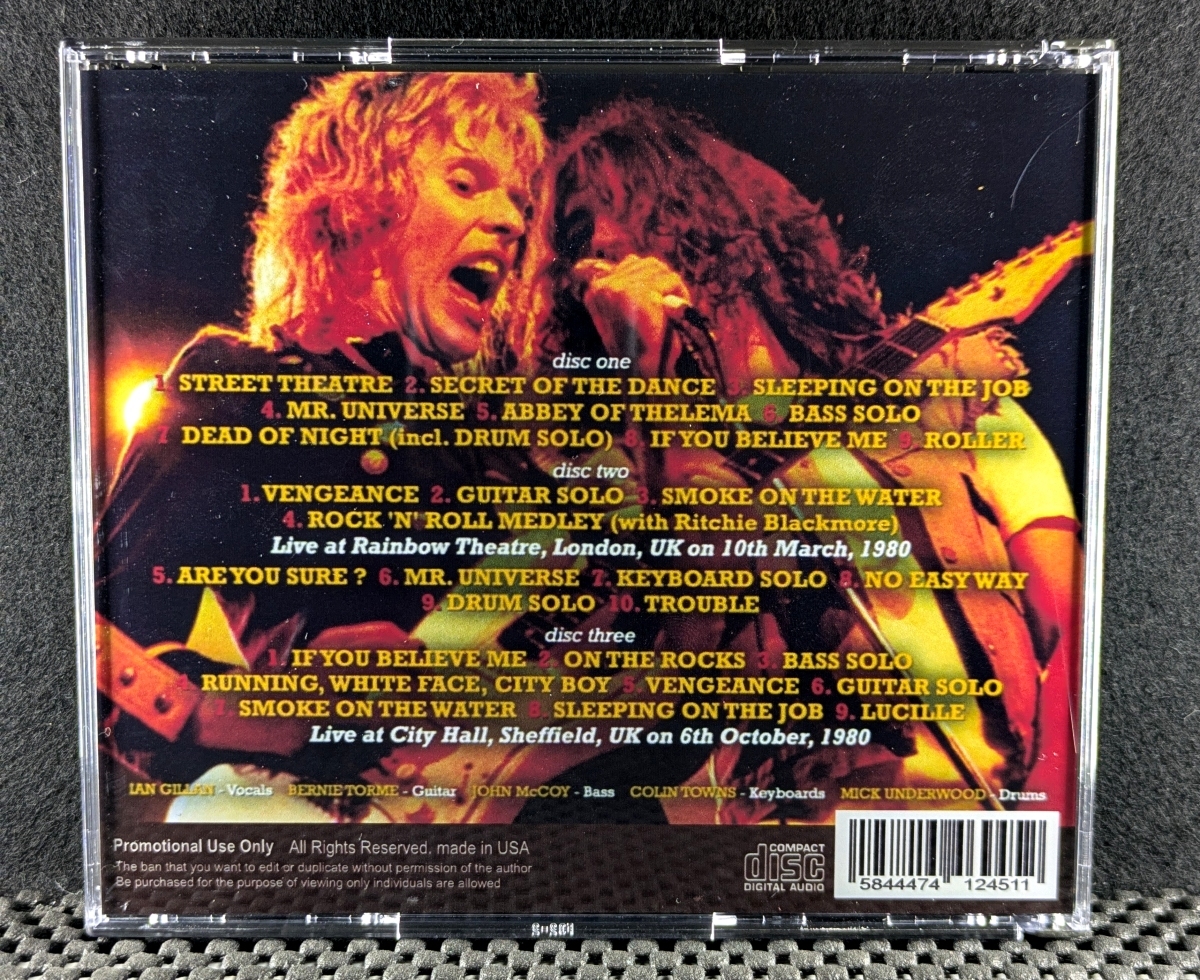 disc one
1. STREET THEATRE 2. SECRET OF THE DANCE 3. SLEEPING ON THE JOB
4. MR. UNIVERSE 5. ABBEY OF THELEMA 6. BASS SOLO
7. DEAD OF NIGHT (incl. DRUM SOLO) 8. IF YOU BELIEVE ME 9. ROLLER
disc two
1. VENGEANCE 2. GUITAR SOLO 3. SMOKE ON THE WATER
4. ROCK 'N' ROLL MEDLEY (with Ritchie Blackmore)
Live at Rainbow Theatre, London, UK on 10th March, 1980
5. ARE YOU SURE ? 6. MR. UNIVERSE 7. KEYBOARD SOLO 8. NO EASY WAY
9. DRUM SOLO 10. TROUBLE
disc three
1. IF YOU BELIEVE ME 2. ON THE ROCKS 3. BASS SOLO
4. RUNNING, WHITE FACE, CITY BOY 5. VENGEANCE 6. GUITAR SOLO
7. SMOKE ON THE WATER 8. SLEEPING ON THE JOB 9. LUCILLE
Live at City Hall, Sheffield, UK on 6th October, 1980
IAN GILLAN - Vocals BERNIE TORME - Guitar JOHN McCOY - Bass COLIN TOWNS - Keyboards MICK UNDERWOOD - Drums
Promotional Use Only All Rights Reserved. made in USA
The ban that you want to edit or duplicate without permission of the author
Be purchased for the purpose of viewing only individuals are allowed
COMPACT
disc
DIGITAL AUDIO
5844474 124511